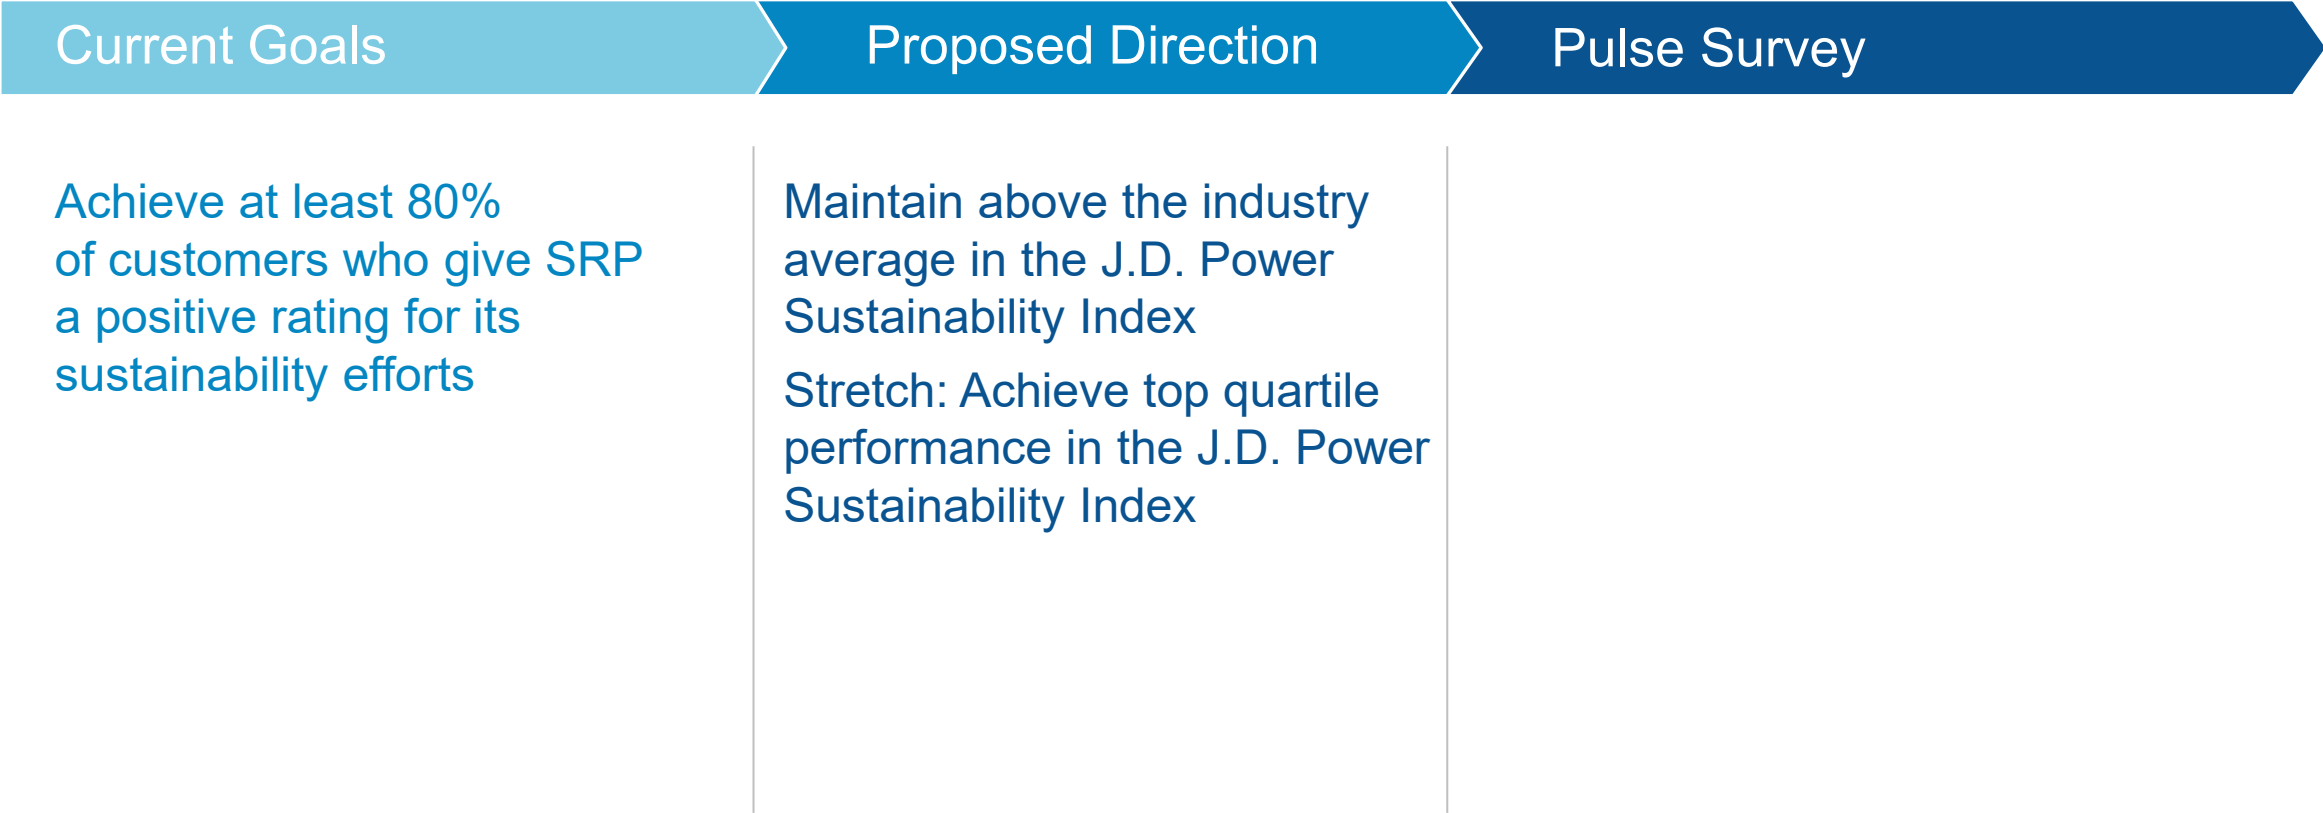 Current Goals
Proposed Direction
Pulse Survey
Achieve at least 80%
of customers who give SRP
a positive rating for its
sustainability efforts
Maintain above the industry
average in the J.D. Power
Sustainability Index
Stretch: Achieve top quartile
performance in the J.D. Power
Sustainability Index